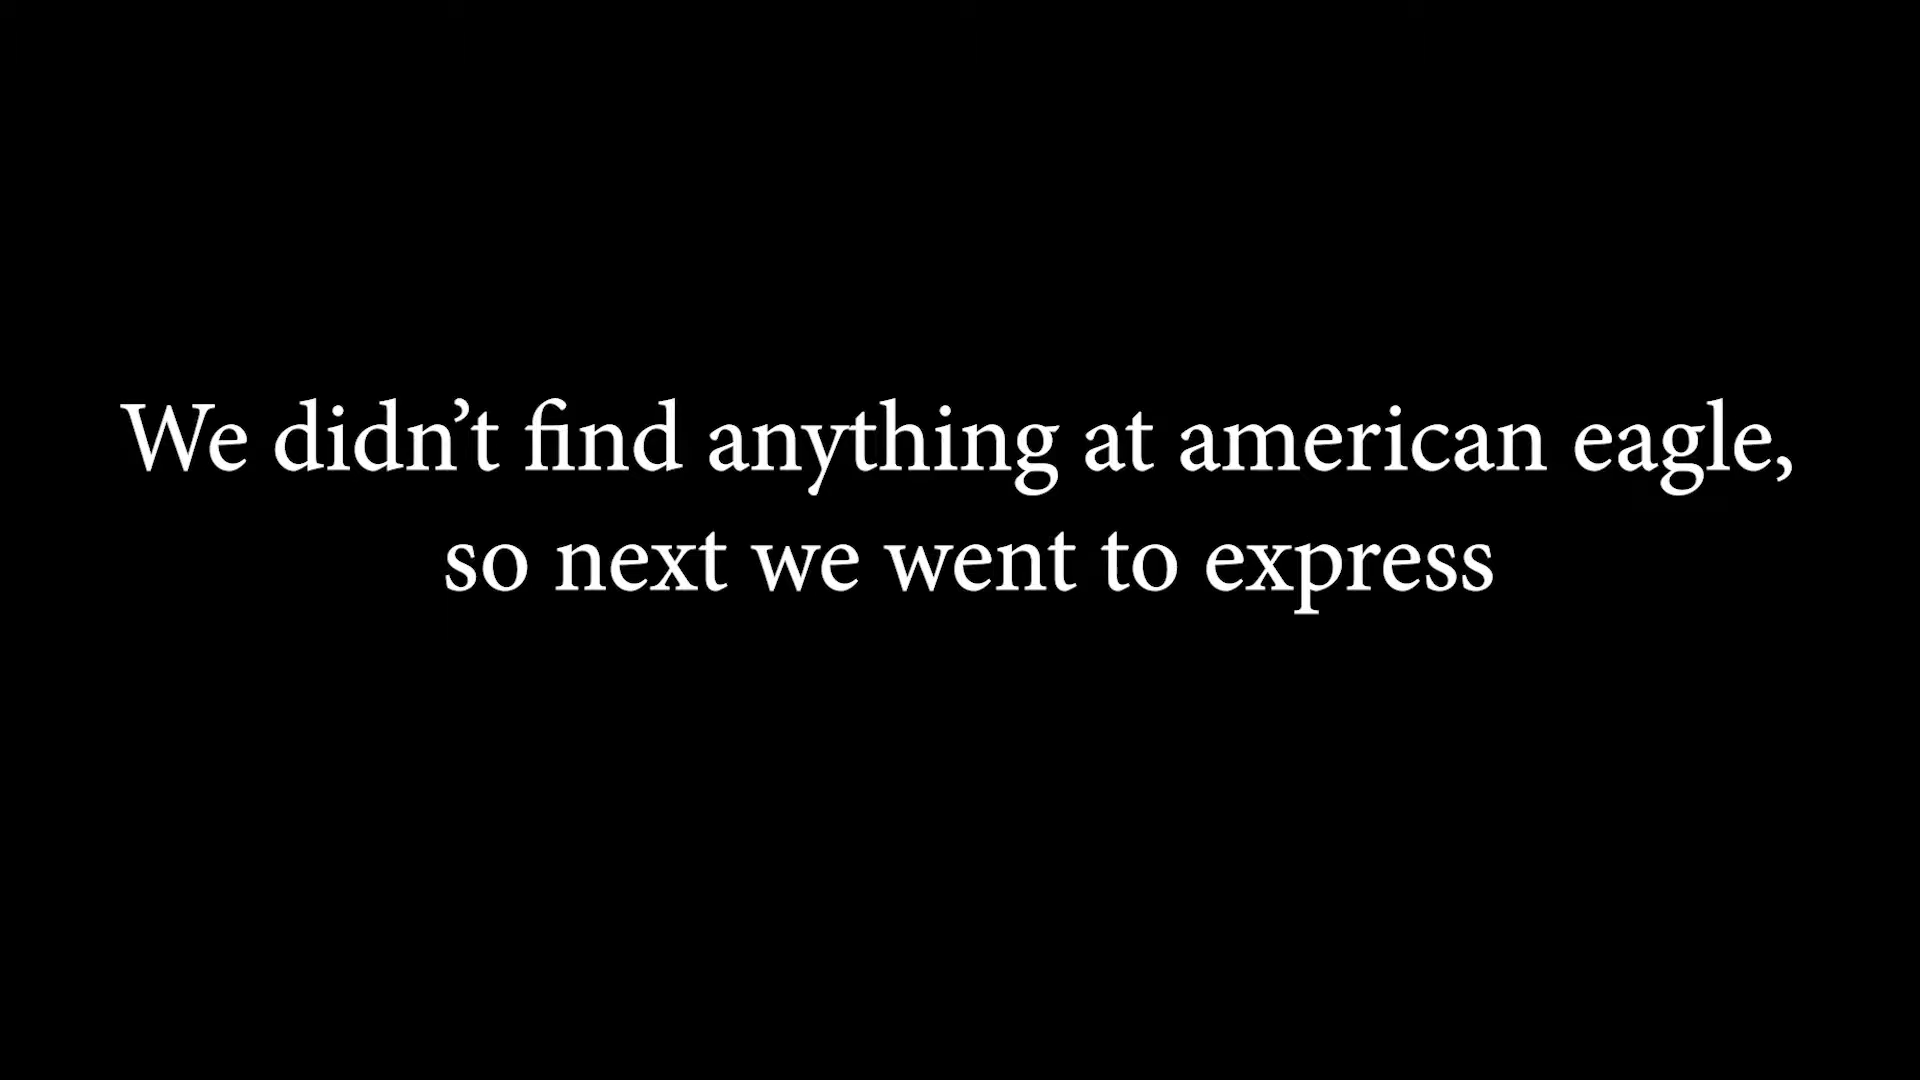 We didn’t find anything at american eagle,
so next we went to express